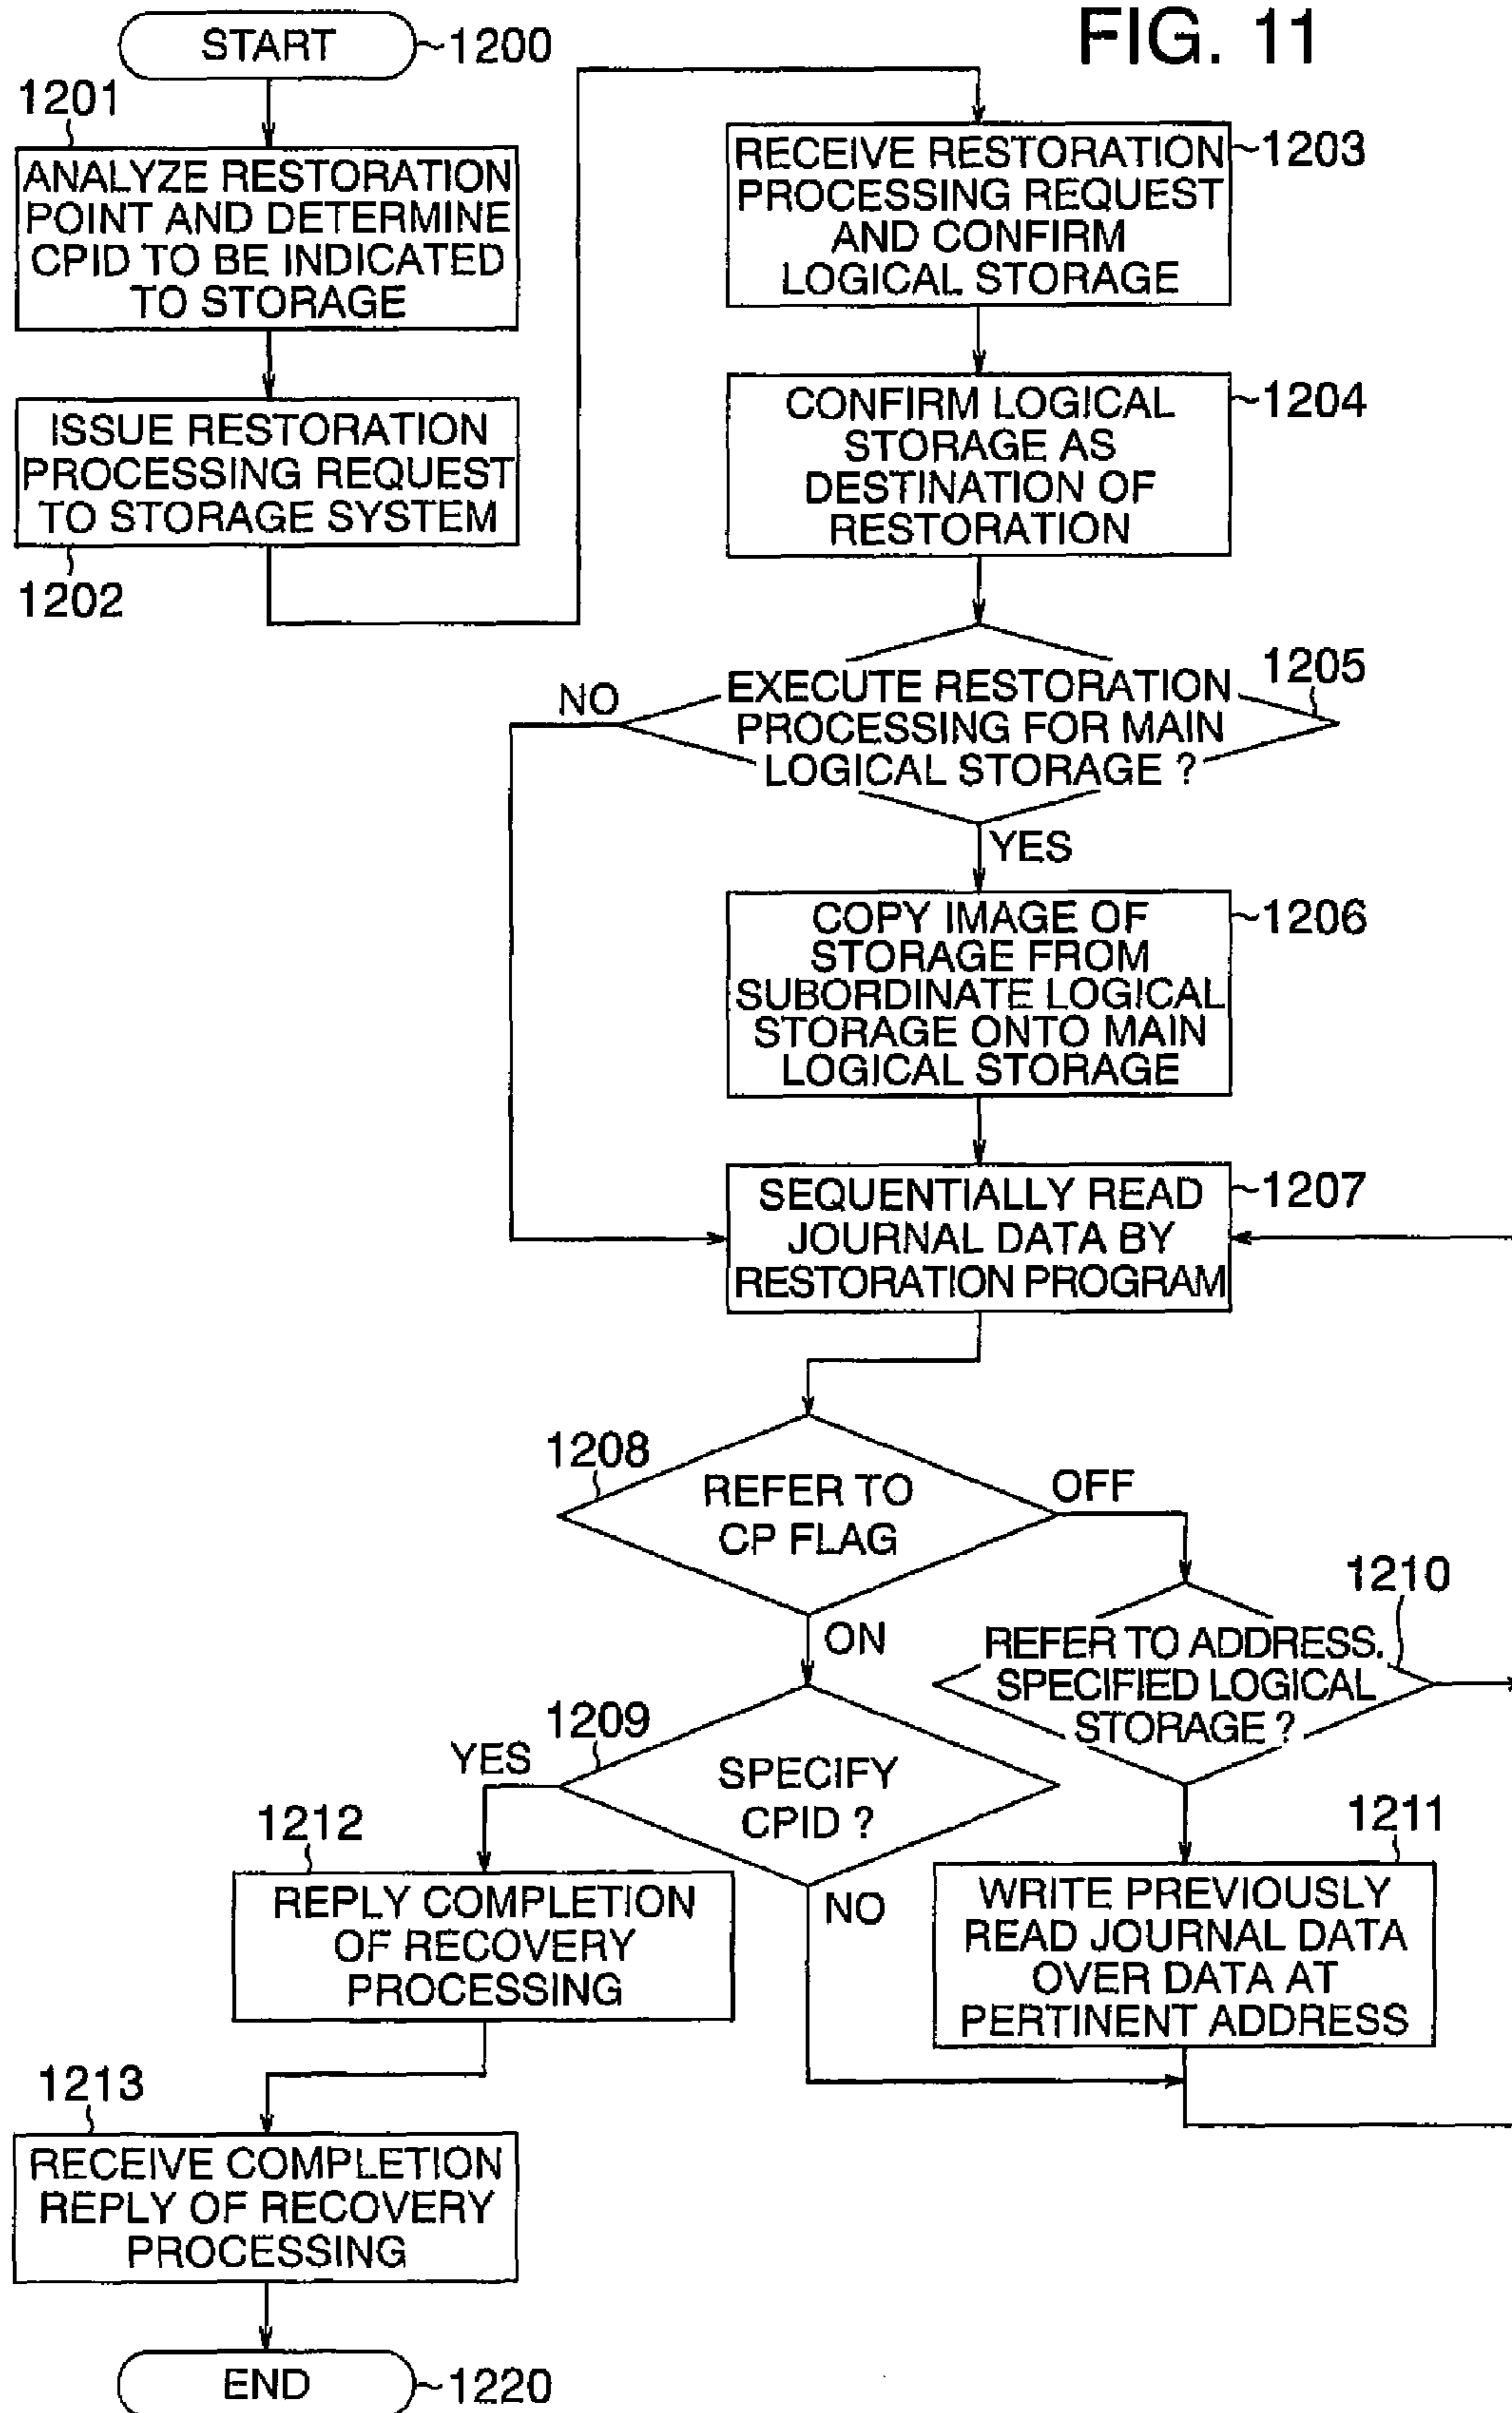 FIG. 11
START
1200
1201
ANALYZE RESTORATION
POINT AND DETERMINE
CPID TO BE INDICATED
TO STORAGE
ISSUE RESTORATION
PROCESSING REQUEST
TO STORAGE SYSTEM
1202
RECEIVE RESTORATION
PROCESSING REQUEST
AND CONFIRM
LOGICAL STORAGE
1203
CONFIRM LOGICAL
STORAGE AS
DESTINATION OF
RESTORATION
1204
EXECUTE RESTORATION
PROCESSING FOR MAIN
LOGICAL STORAGE ?
1205
NO
YES
COPY IMAGE OF
STORAGE FROM
SUBORDINATE LOGICAL
STORAGE ONTO MAIN
LOGICAL STORAGE
1206
SEQUENTIALLY READ
JOURNAL DATA BY
RESTORATION PROGRAM
1207
1208
REFER TO
CP FLAG
OFF
ON
1210
REFER TO ADDRESS.
SPECIFIED LOGICAL
STORAGE ?
1209
SPECIFY
CPID ?
YES
NO
1211
WRITE PREVIOUSLY
READ JOURNAL DATA
OVER DATA AT
PERTINENT ADDRESS
1212
REPLY COMPLETION
OF RECOVERY
PROCESSING
1213
RECEIVE COMPLETION
REPLY OF RECOVERY
PROCESSING
END
1220